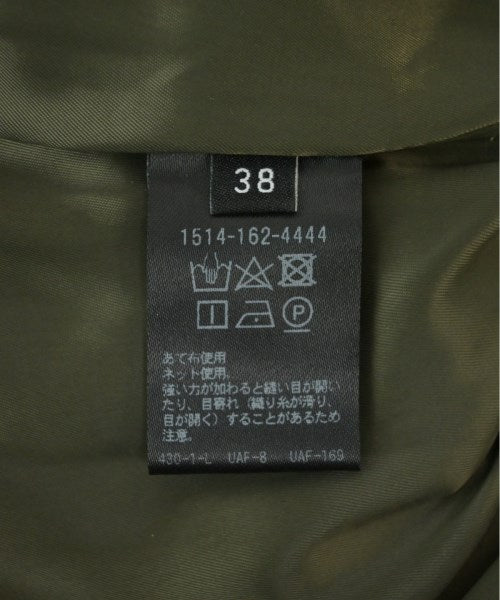 38
1514-162-4444
P
あて布使用
ネット使用。
強い力が加わると縫い目が開い
たり、目寄れ（織り糸が滑り、
目が開く）することがあるため
注意。
430-1-L UAF-8 UAF-169